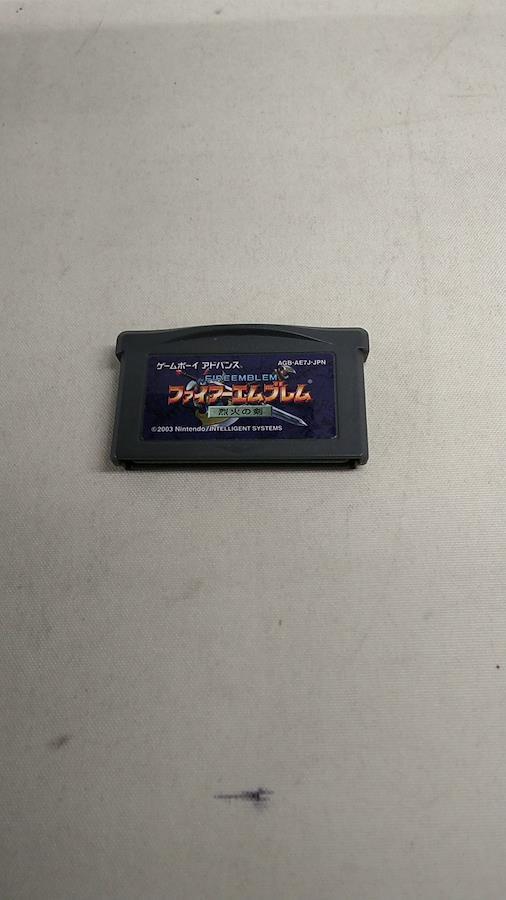 ゲームボーイ アドバンス® AGB-AE7J-JPN
FIREEMBLEM
ファイアーエムブレム®
烈火の剣
©2003 Nintendo/INTELLIGENT SYSTEMS